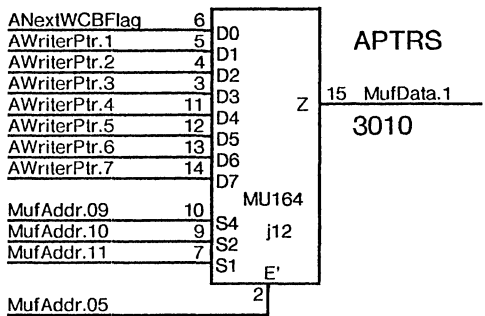 ANextWCBFlag 6 D0
AWriterPtr.1 5 D1
AWriterPtr.2 4 D2
AWriterPtr.3 3 D3
AWriterPtr.4 11 D4
AWriterPtr.5 12 D5
AWriterPtr.6 13 D6
AWriterPtr.7 14 D7
APTRS
Z 15 MufData.1
3010
MU164
j12
MufAddr.09 10 S4
MufAddr.10 9 S2
MufAddr.11 7 S1
E'
MufAddr.05 2